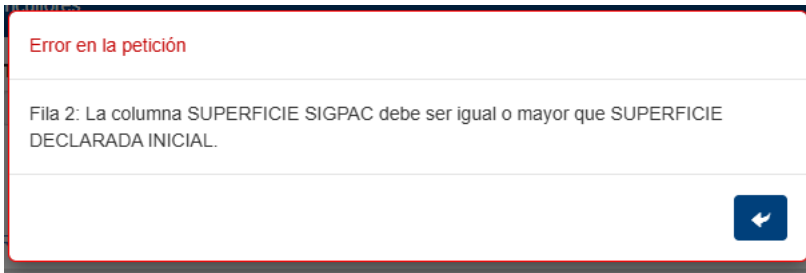 Error en la petición
Fila 2: La columna SUPERFICIE SIGPAC debe ser igual o mayor que SUPERFICIE
DECLARADA INICIAL.